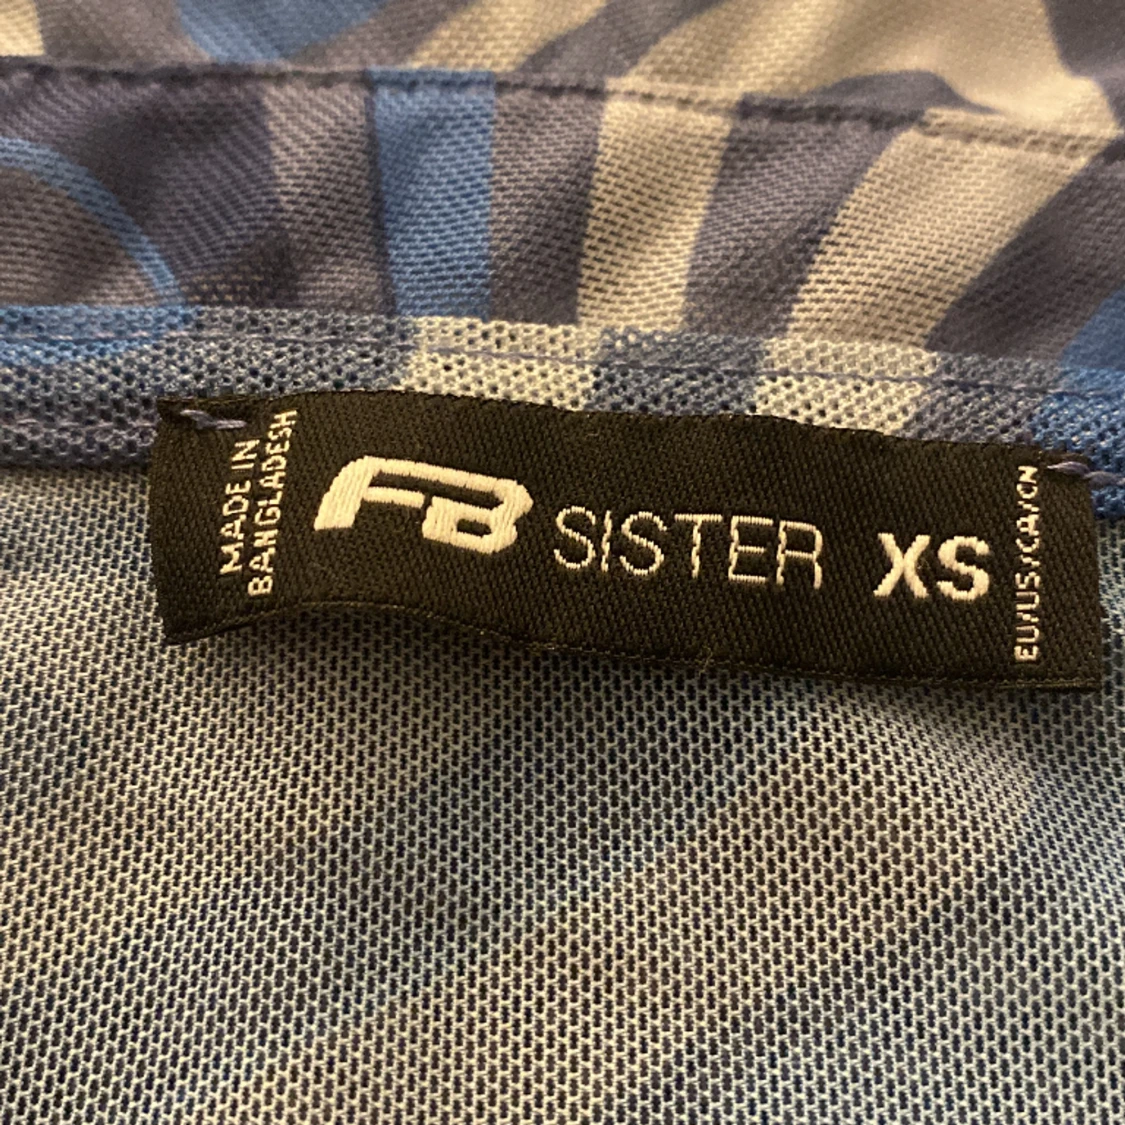 MADE IN
BANGLADESH
FB SISTER XS
EU/US/CA/CN